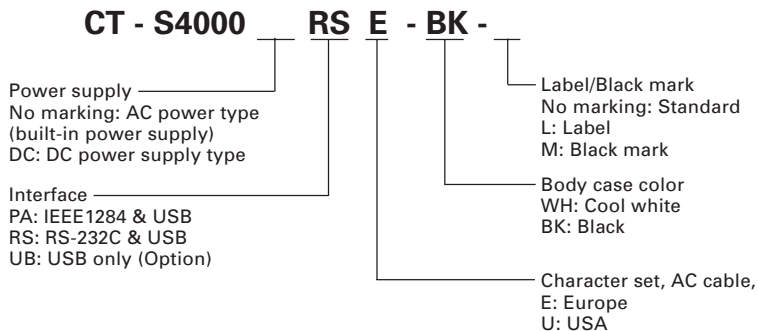 CT - S4000 __ RS E - BK - __
Power supply
No marking: AC power type
(built-in power supply)
DC: DC power supply type
Interface
PA: IEEE1284 & USB
RS: RS-232C & USB
UB: USB only (Option)
Label/Black mark
No marking: Standard
L: Label
M: Black mark
Body case color
WH: Cool white
BK: Black
Character set, AC cable,
E: Europe
U: USA